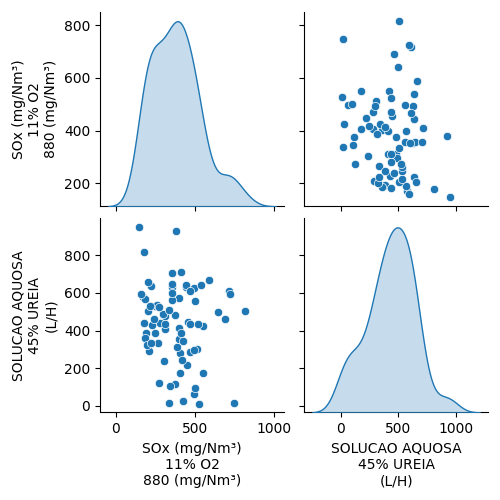 SOx (mg/Nm³)
11% O2
880 (mg/Nm³)
800
600
400
200
SOLUCAO AQUOSA
45% UREIA
(L/H)
800
600
400
200
0
0 500 1000
0 500 1000
SOx (mg/Nm³)
11% O2
880 (mg/Nm³)
SOLUCAO AQUOSA
45% UREIA
(L/H)